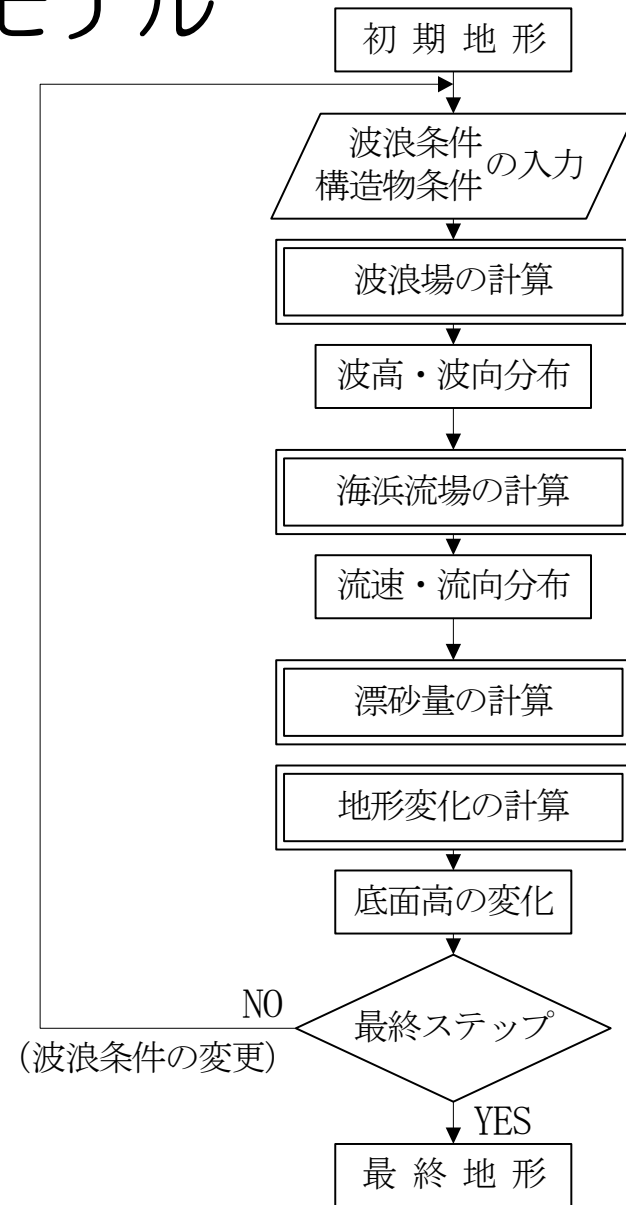 モデル
初期地形
波浪条件
構造物条件
の入力
波浪場の計算
波高・波向分布
海浜流場の計算
流速・流向分布
漂砂量の計算
地形変化の計算
底面高の変化
最終ステップ
NO
(波浪条件の変更)
YES
最終地形